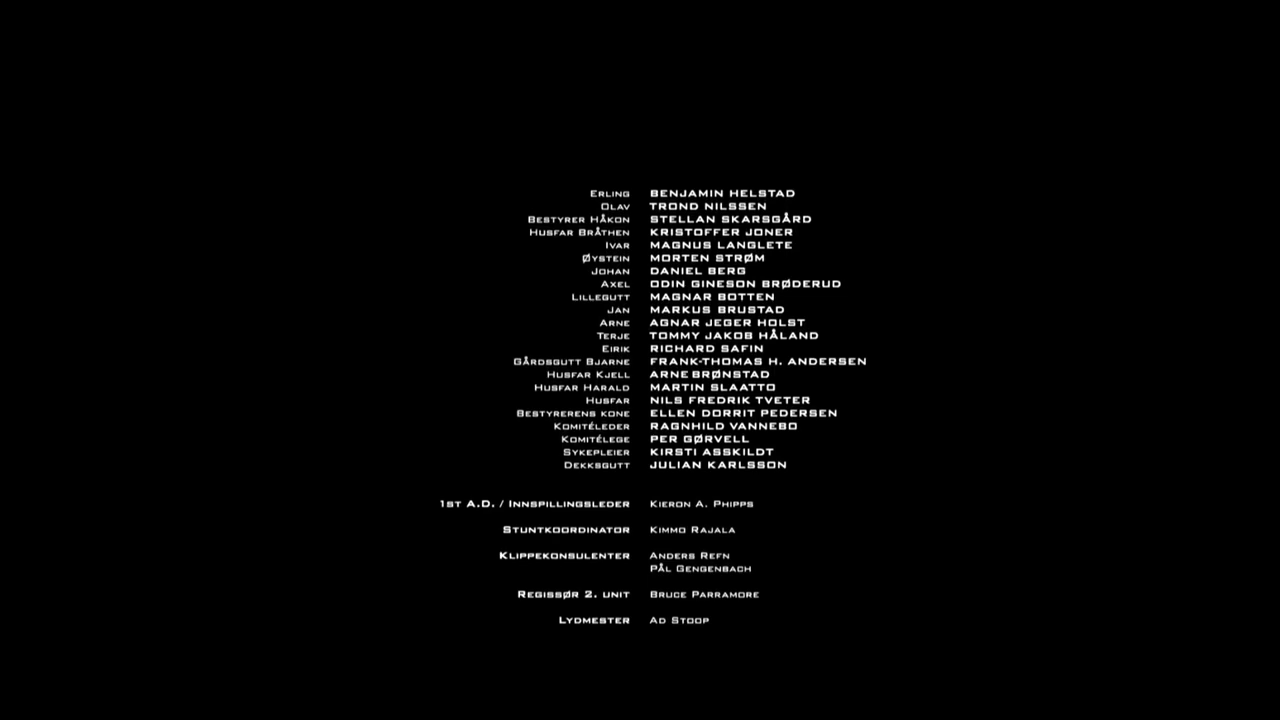 Erling BENJAMIN HELSTAD
Olav TROND NILSSEN
Bestyrer Håkon STELLAN SKARSGÅRD
Husfar Bråthen KRISTOFFER JONER
Ivar MAGNUS LANGLETE
Øystein MORTEN STRØM
Johan DANIEL BERG
Axel ODIN GINESON BRØDERUD
Lillegutt MAGNAR BOTTEN
Jan MARKUS BRUSTAD
Arne AGNAR JEGER HOLST
Terje TOMMY JAKOB HÅLAND
Eirik RICHARD SAFIN
Gårdsgutt Bjarne FRANK-THOMAS H. ANDERSEN
Husfar Kjell ARNE BRØNSTAD
Husfar Harald MARTIN SLAATTO
Husfar NILS FREDRIK TVETER
Bestyrerens kone ELLEN DORRIT PEDERSEN
Komitéleder RAGNHILD VANNEBO
Komitélege PER GØRVELL
Sykepleier KIRSTI ASSKILDT
Dekksgutt JULIAN KARLSSON
1st A.D. / Innspillingsleder Kieron A. Phipps
Stuntkoordinator Kimmo Rajala
Klippekonsulenter Anders Refn
Pål Gengenbach
Regissør 2. unit Bruce Parramore
Lydmester Ad Stoop